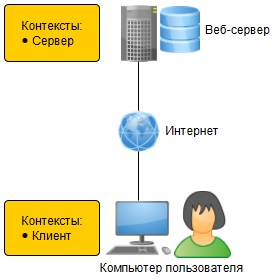 Контексты:
• Сервер
Веб-сервер
Интернет
Контексты:
• Клиент
Компьютер пользователя